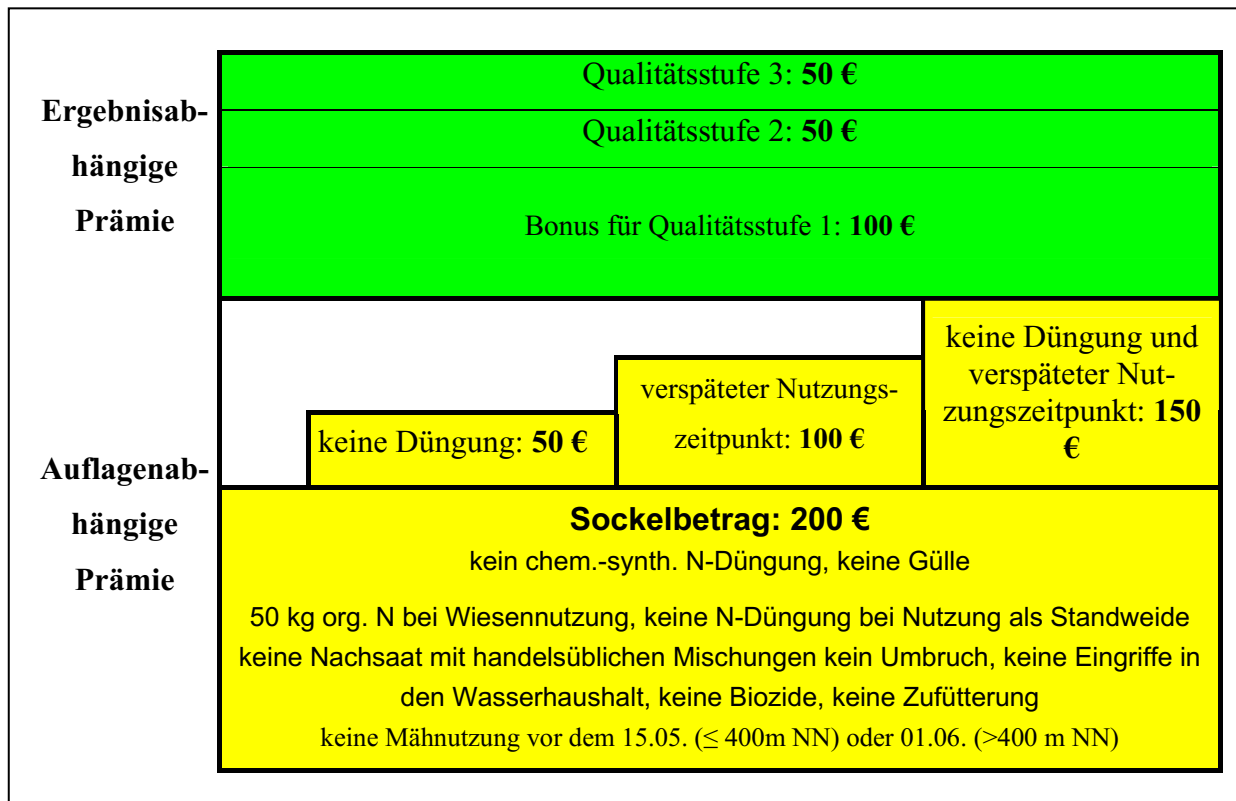 Ergebnisab-
hängige
Prämie
Qualitätsstufe 3: 50 €
Qualitätsstufe 2: 50 €
Bonus für Qualitätsstufe 1: 100 €
Auflagenab-
hängige
Prämie
keine Düngung: 50 €
verspäteter Nutzungs-
zeitpunkt: 100 €
keine Düngung und
verspäteter Nut-
zungszeitpunkt: 150
€
Sockelbetrag: 200 €
kein chem.-synth. N-Düngung, keine Gülle
50 kg org. N bei Wiesennutzung, keine N-Düngung bei Nutzung als Standweide
keine Nachsaat mit handelsüblichen Mischungen kein Umbruch, keine Eingriffe in
den Wasserhaushalt, keine Biozide, keine Zufütterung
keine Mähnutzung vor dem 15.05. (≤ 400m NN) oder 01.06. (>400 m NN)